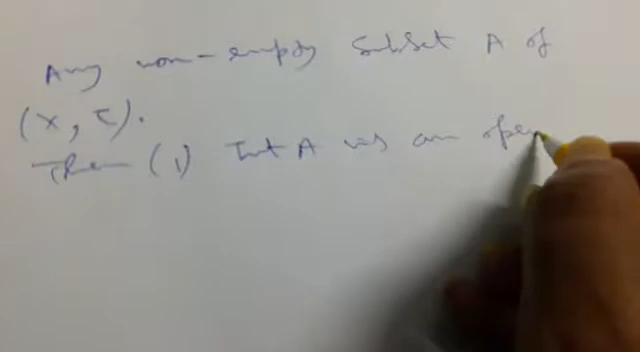 Any non-empty subset A of
(X, τ).
Then (1) Int A is an open